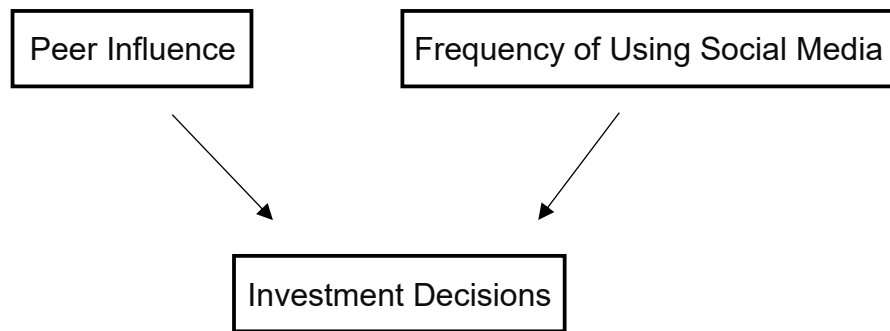 Peer Influence
Frequency of Using Social Media
Investment Decisions